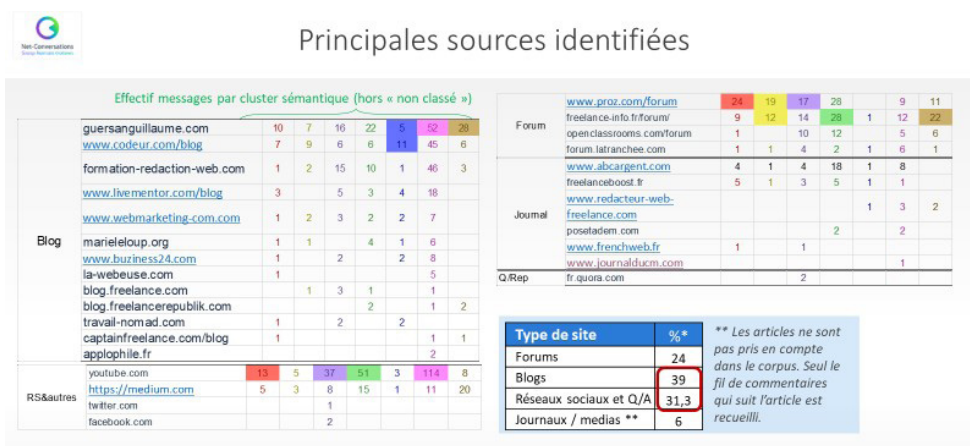 Net-Conversations
Principales sources identifiées
Effectif messages par cluster sémantique (hors « non classé »)
Blog
guersanguillaume.com 10 7 16 22 5 52 28
www.codeur.com/blog 7 9 6 6 11 45 6
formation-redaction-web.com 1 2 15 10 1 46 3
www.livementor.com/blog 3 5 3 4 18
www.webmarketing-com.com 1 2 3 2 2 7
marieleloup.org 1 1 4 1 6
www.buziness24.com 1 2 2 8
la-webeuse.com 1 5
blog.freelance.com 1 3 1 1
blog.freelancerepublik.com 2 1 2
travail-nomad.com 1 2 2
captainfreelance.com/blog 1 1 1
applophile.fr 2
RS&autres
youtube.com 13 5 37 51 3 114 8
https://medium.com 5 3 8 15 1 11 20
twitter.com 1
facebook.com 2
Forum
www.proz.com/forum 24 19 17 28 9 11
freelance-info.fr/forum/ 9 12 14 28 1 12 22
openclassrooms.com/forum 1 10 12 5 6
forum.latranchee.com 1 1 4 2 1 6 1
Journal
www.abcargent.com 4 1 4 18 1 8
freelanceboost.fr 5 1 3 5 1 1
www.redacteur-web-
freelance.com 1 3 2
posetadem.com 2 2
www.frenchweb.fr 1 1
www.journalducm.com 1
Q/Rep fr.quora.com 2
Type de site %*
Forums 24
Blogs 39
Réseaux sociaux et Q/A 31,3
Journaux / medias ** 6
** Les articles ne sont
pas pris en compte
dans le corpus. Seul le
fil de commentaires
qui suit l'article est
recueilli.